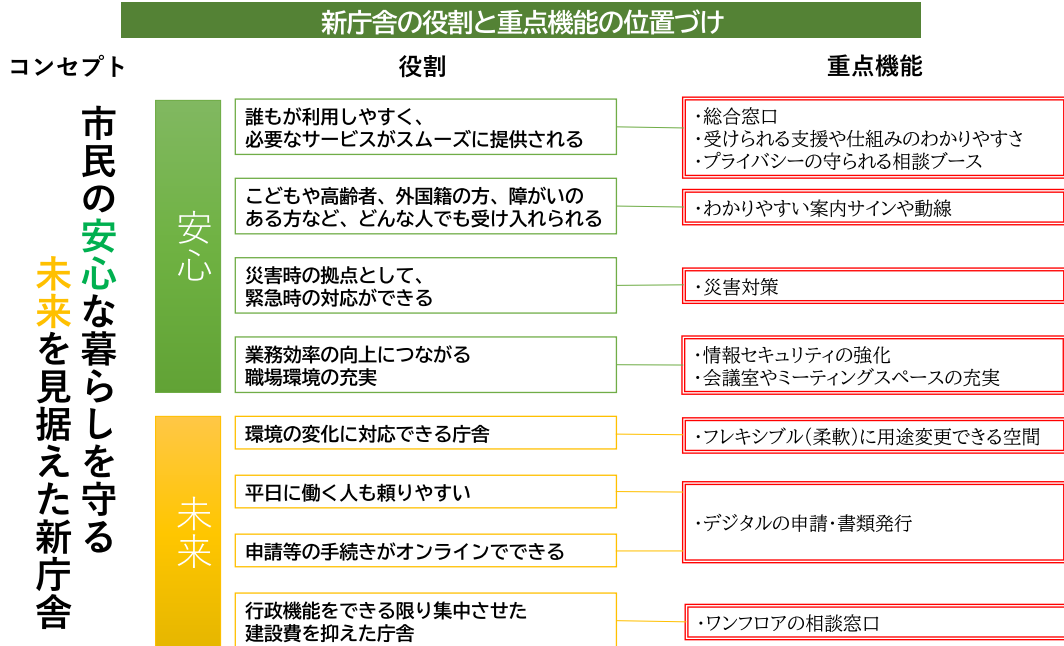 新庁舎の役割と重点機能の位置づけ
コンセプト
役割
重点機能
市民の安心な暮らしを守る
未来を見据えた新庁舎
安心
誰もが利用しやすく、
必要なサービスがスムーズに提供される
・総合窓口
・受けられる支援や仕組みのわかりやすさ
・プライバシーの守られる相談ブース
こどもや高齢者、外国籍の方、障がいの
ある方など、どんな人でも受け入れられる
・わかりやすい案内サインや動線
災害時の拠点として、
緊急時の対応ができる
・災害対策
業務効率の向上につながる
職場環境の充実
・情報セキュリティの強化
・会議室やミーティングスペースの充実
未来
環境の変化に対応できる庁舎
・フレキシブル(柔軟)に用途変更できる空間
平日に働く人も頼りやすい
申請等の手続きがオンラインでできる
・デジタルの申請・書類発行
行政機能をできる限り集中させた
建設費を抑えた庁舎
・ワンフロアの相談窓口